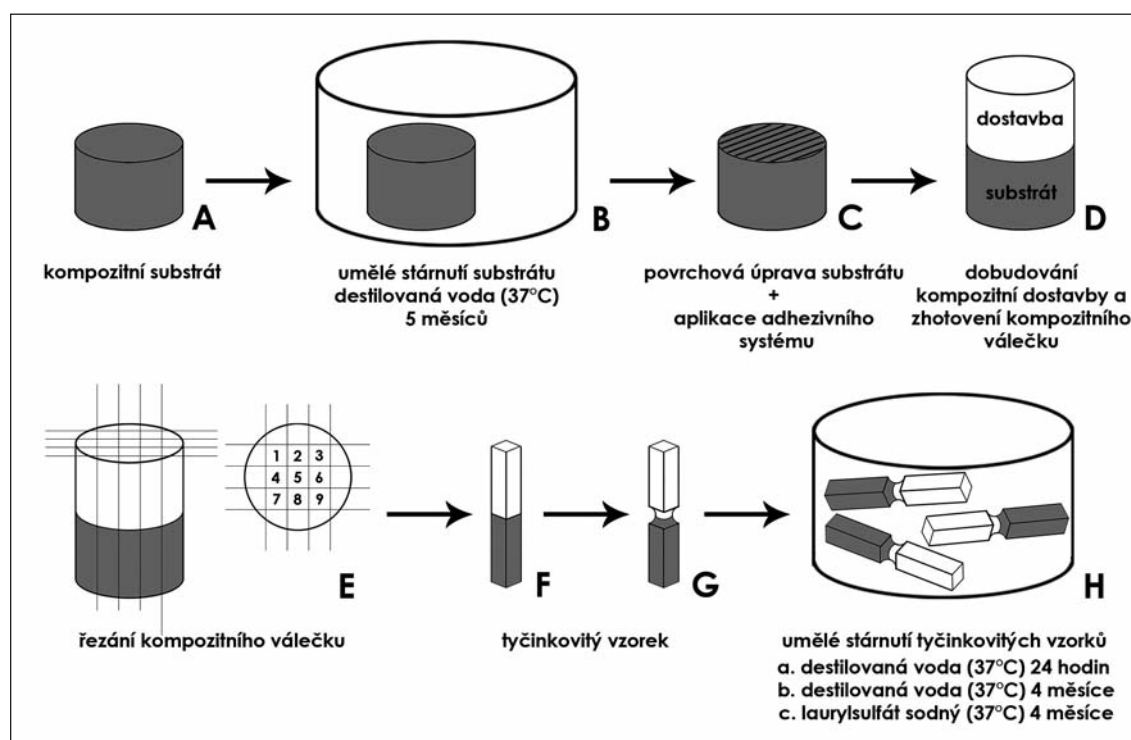 dostavba
substrát
A
B
C
D
kompozitní substrát
umělé stárnutí substrátu
destilovaná voda (37°C)
5 měsíců
povrchová úprava substrátu
+
aplikace adhezivního
systému
dobudování
kompozitní dostavby a
zhotovení kompozitního
válečku
1 2 3
4 5 6
7 8 9
E
F
G
H
řezání kompozitního válečku
tyčinkovitý vzorek
umělé stárnutí tyčinkovitých vzorků
a. destilovaná voda (37°C) 24 hodin
b. destilovaná voda (37°C) 4 měsíce
c. laurylsulfát sodný (37°C) 4 měsíce